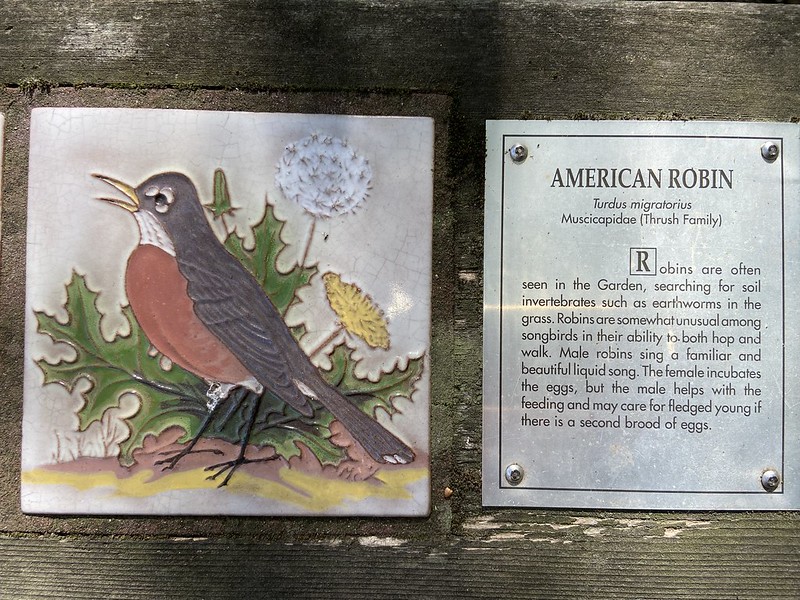 AMERICAN ROBIN
Turdus migratorius
Muscicapidae (Thrush Family)
Robins are often
seen in the Garden, searching for soil
invertebrates such as earthworms in the
grass. Robins are somewhat unusual among
songbirds in their ability to both hop and
walk. Male robins sing a familiar and
beautiful liquid song. The female incubates
the eggs, but the male helps with the
feeding and may care for fledged young if
there is a second brood of eggs.